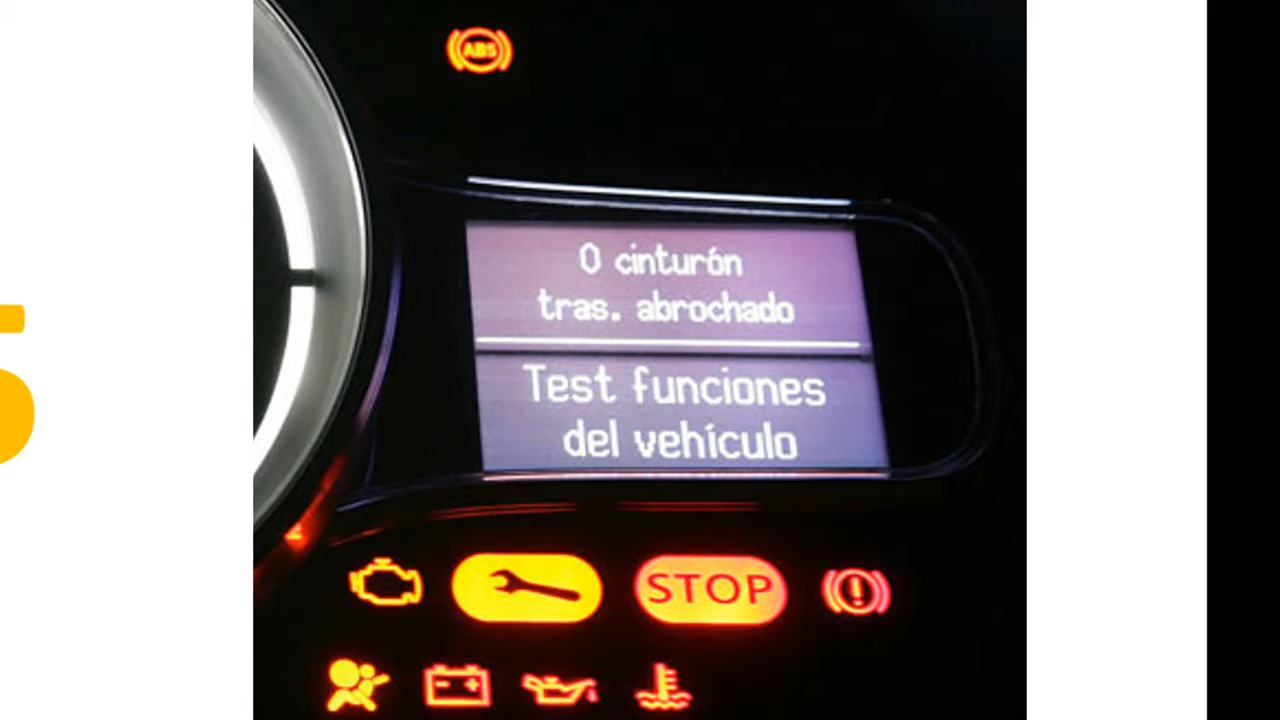 ABS
0 cinturón
tras. abrochado
Test funciones
del vehículo
STOP